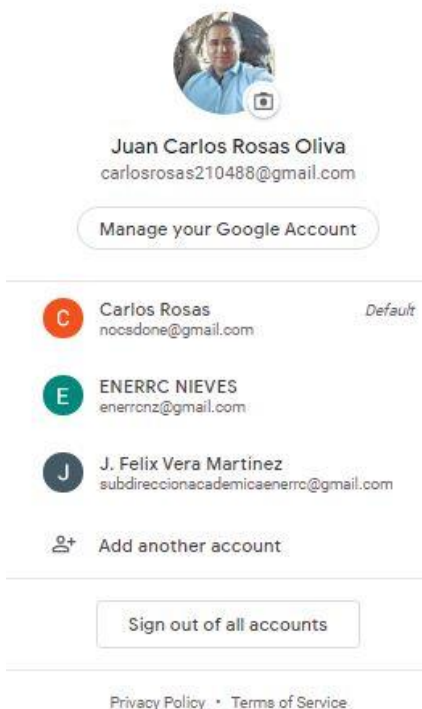 Juan Carlos Rosas Oliva
carlosrosas210488@gmail.com
Manage your Google Account
C
Carlos Rosas Default
nocsdone@gmail.com
E
ENERRC NIEVES
enerrcnz@gmail.com
J
J. Felix Vera Martinez
subdireccionacademicaenerrc@gmail.com
Add another account
Sign out of all accounts
Privacy Policy • Terms of Service